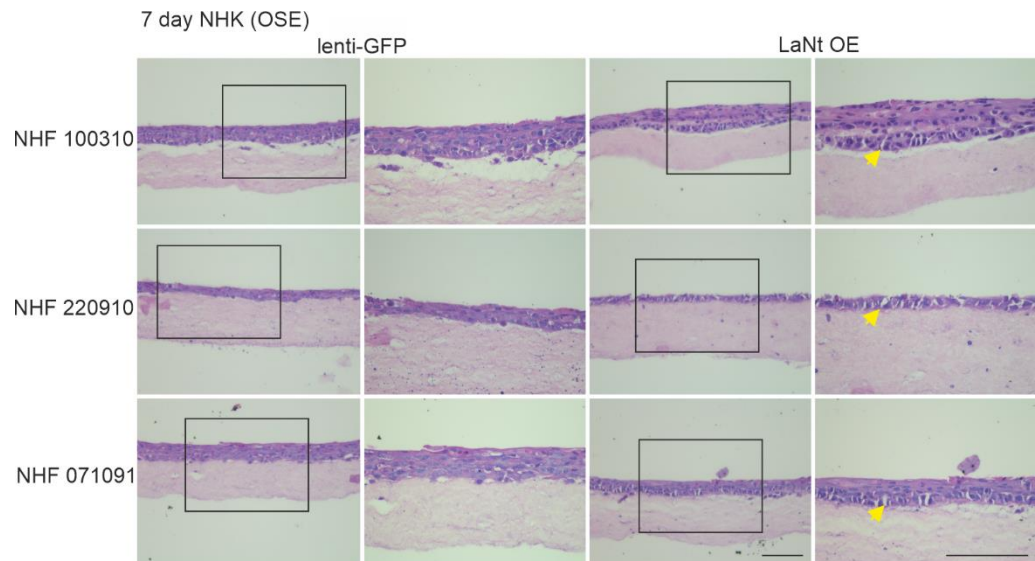 7 day NHK (OSE)
lenti-GFP LaNt OE
NHF 100310
NHF 220910
NHF 071091